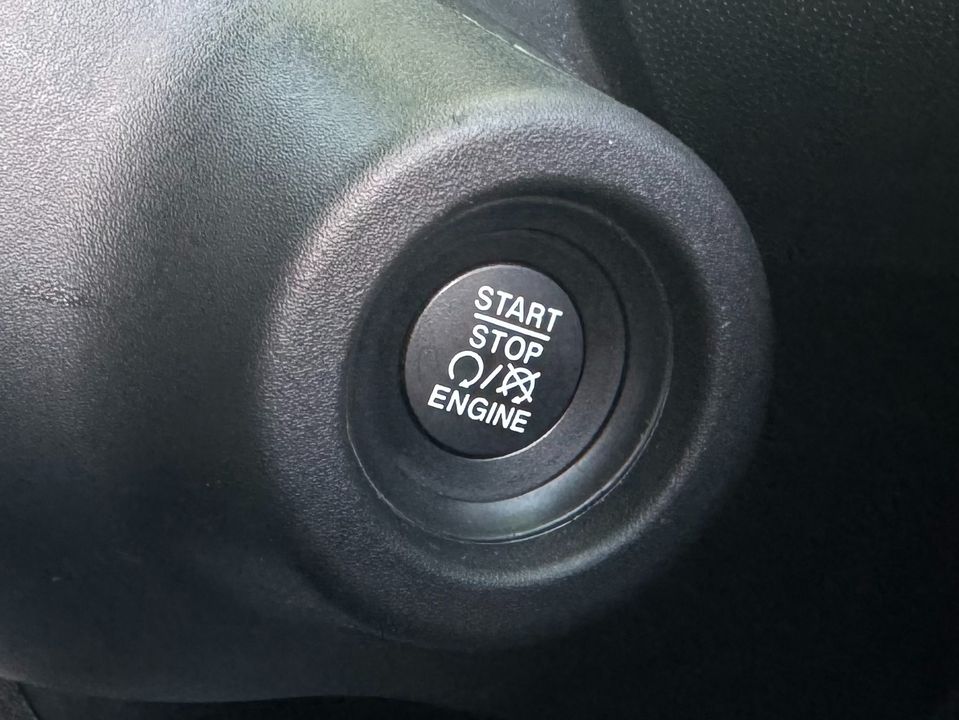 START
STOP
/
ENGINE